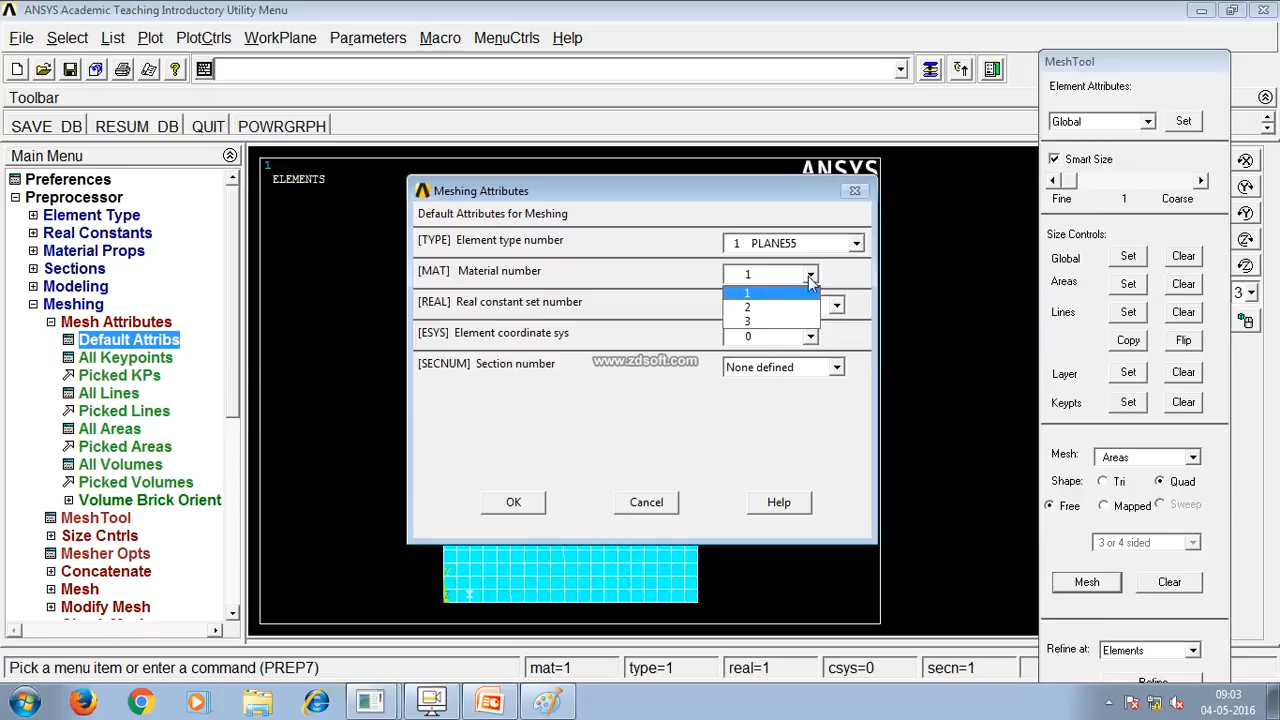 ANSYS Academic Teaching Introductory Utility Menu
File Select List Plot PlotCtrls WorkPlane Parameters Macro MenuCtrls Help
Toolbar
SAVE_DB RESUM_DB QUIT POWRGRPH
Main Menu
Preferences
Preprocessor
Element Type
Real Constants
Material Props
Sections
Modeling
Meshing
Mesh Attributes
Default Attribs
All Keypoints
Picked KPs
All Lines
Picked Lines
All Areas
Picked Areas
All Volumes
Picked Volumes
Volume Brick Orient
MeshTool
Size Cntrls
Mesher Opts
Concatenate
Mesh
Modify Mesh
1
ELEMENTS
ANSYS
Meshing Attributes
Default Attributes for Meshing
[TYPE] Element type number 1 PLANE55
[MAT] Material number 1
1
2
3
[REAL] Real constant set number
[ESYS] Element coordinate sys 0
www.zdsoft.com
[SECNUM] Section number None defined
OK Cancel Help
Y
Z X
MeshTool
Element Attributes:
Global Set
Smart Size
Fine 1 Coarse
Size Controls:
Global Set Clear
Areas Set Clear
Lines Set Clear
Copy Flip
Layer Set Clear
Keypts Set Clear
Mesh: Areas
Shape: Tri Quad
Free Mapped Sweep
3 or 4 sided
Mesh Clear
Refine at: Elements
Refine
3
Pick a menu item or enter a command (PREP7) mat=1 type=1 real=1 csys=0 secn=1
09:03
04-05-2016